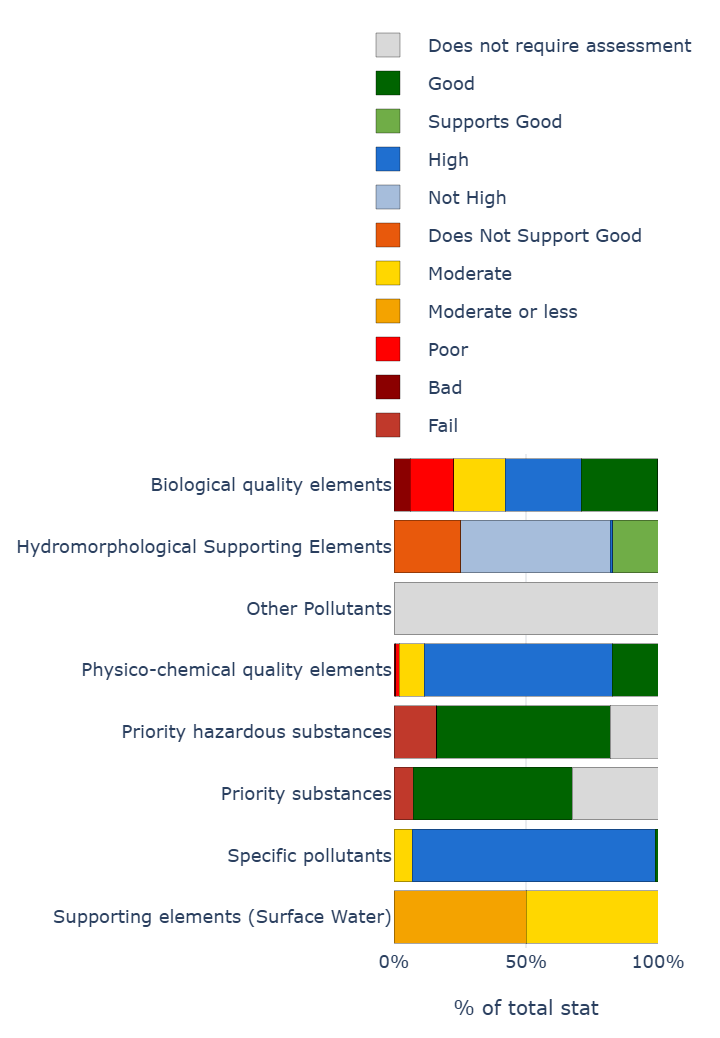 Does not require assessment
Good
Supports Good
High
Not High
Does Not Support Good
Moderate
Moderate or less
Poor
Bad
Fail
Biological quality elements
Hydromorphological Supporting Elements
Other Pollutants
Physico-chemical quality elements
Priority hazardous substances
Priority substances
Specific pollutants
Supporting elements (Surface Water)
0% 50% 100%
% of total stat